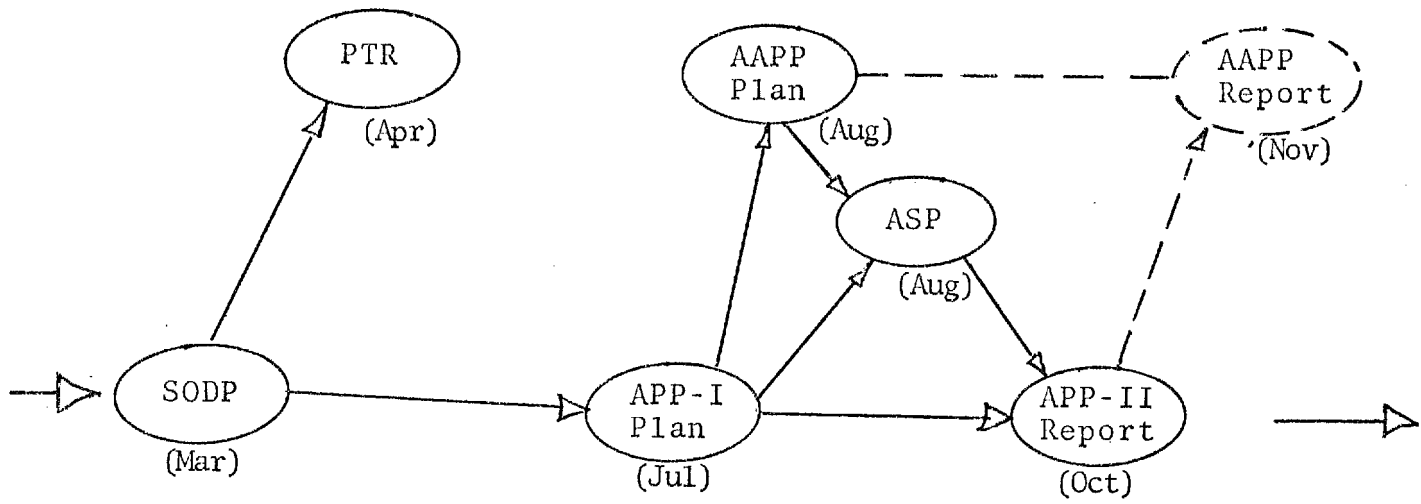 PTR
(Apr)
AAPP
Plan
(Aug)
AAPP
Report
(Nov)
ASP
(Aug)
SODP
(Mar)
APP-I
Plan
(Jul)
APP-II
Report
(Oct)